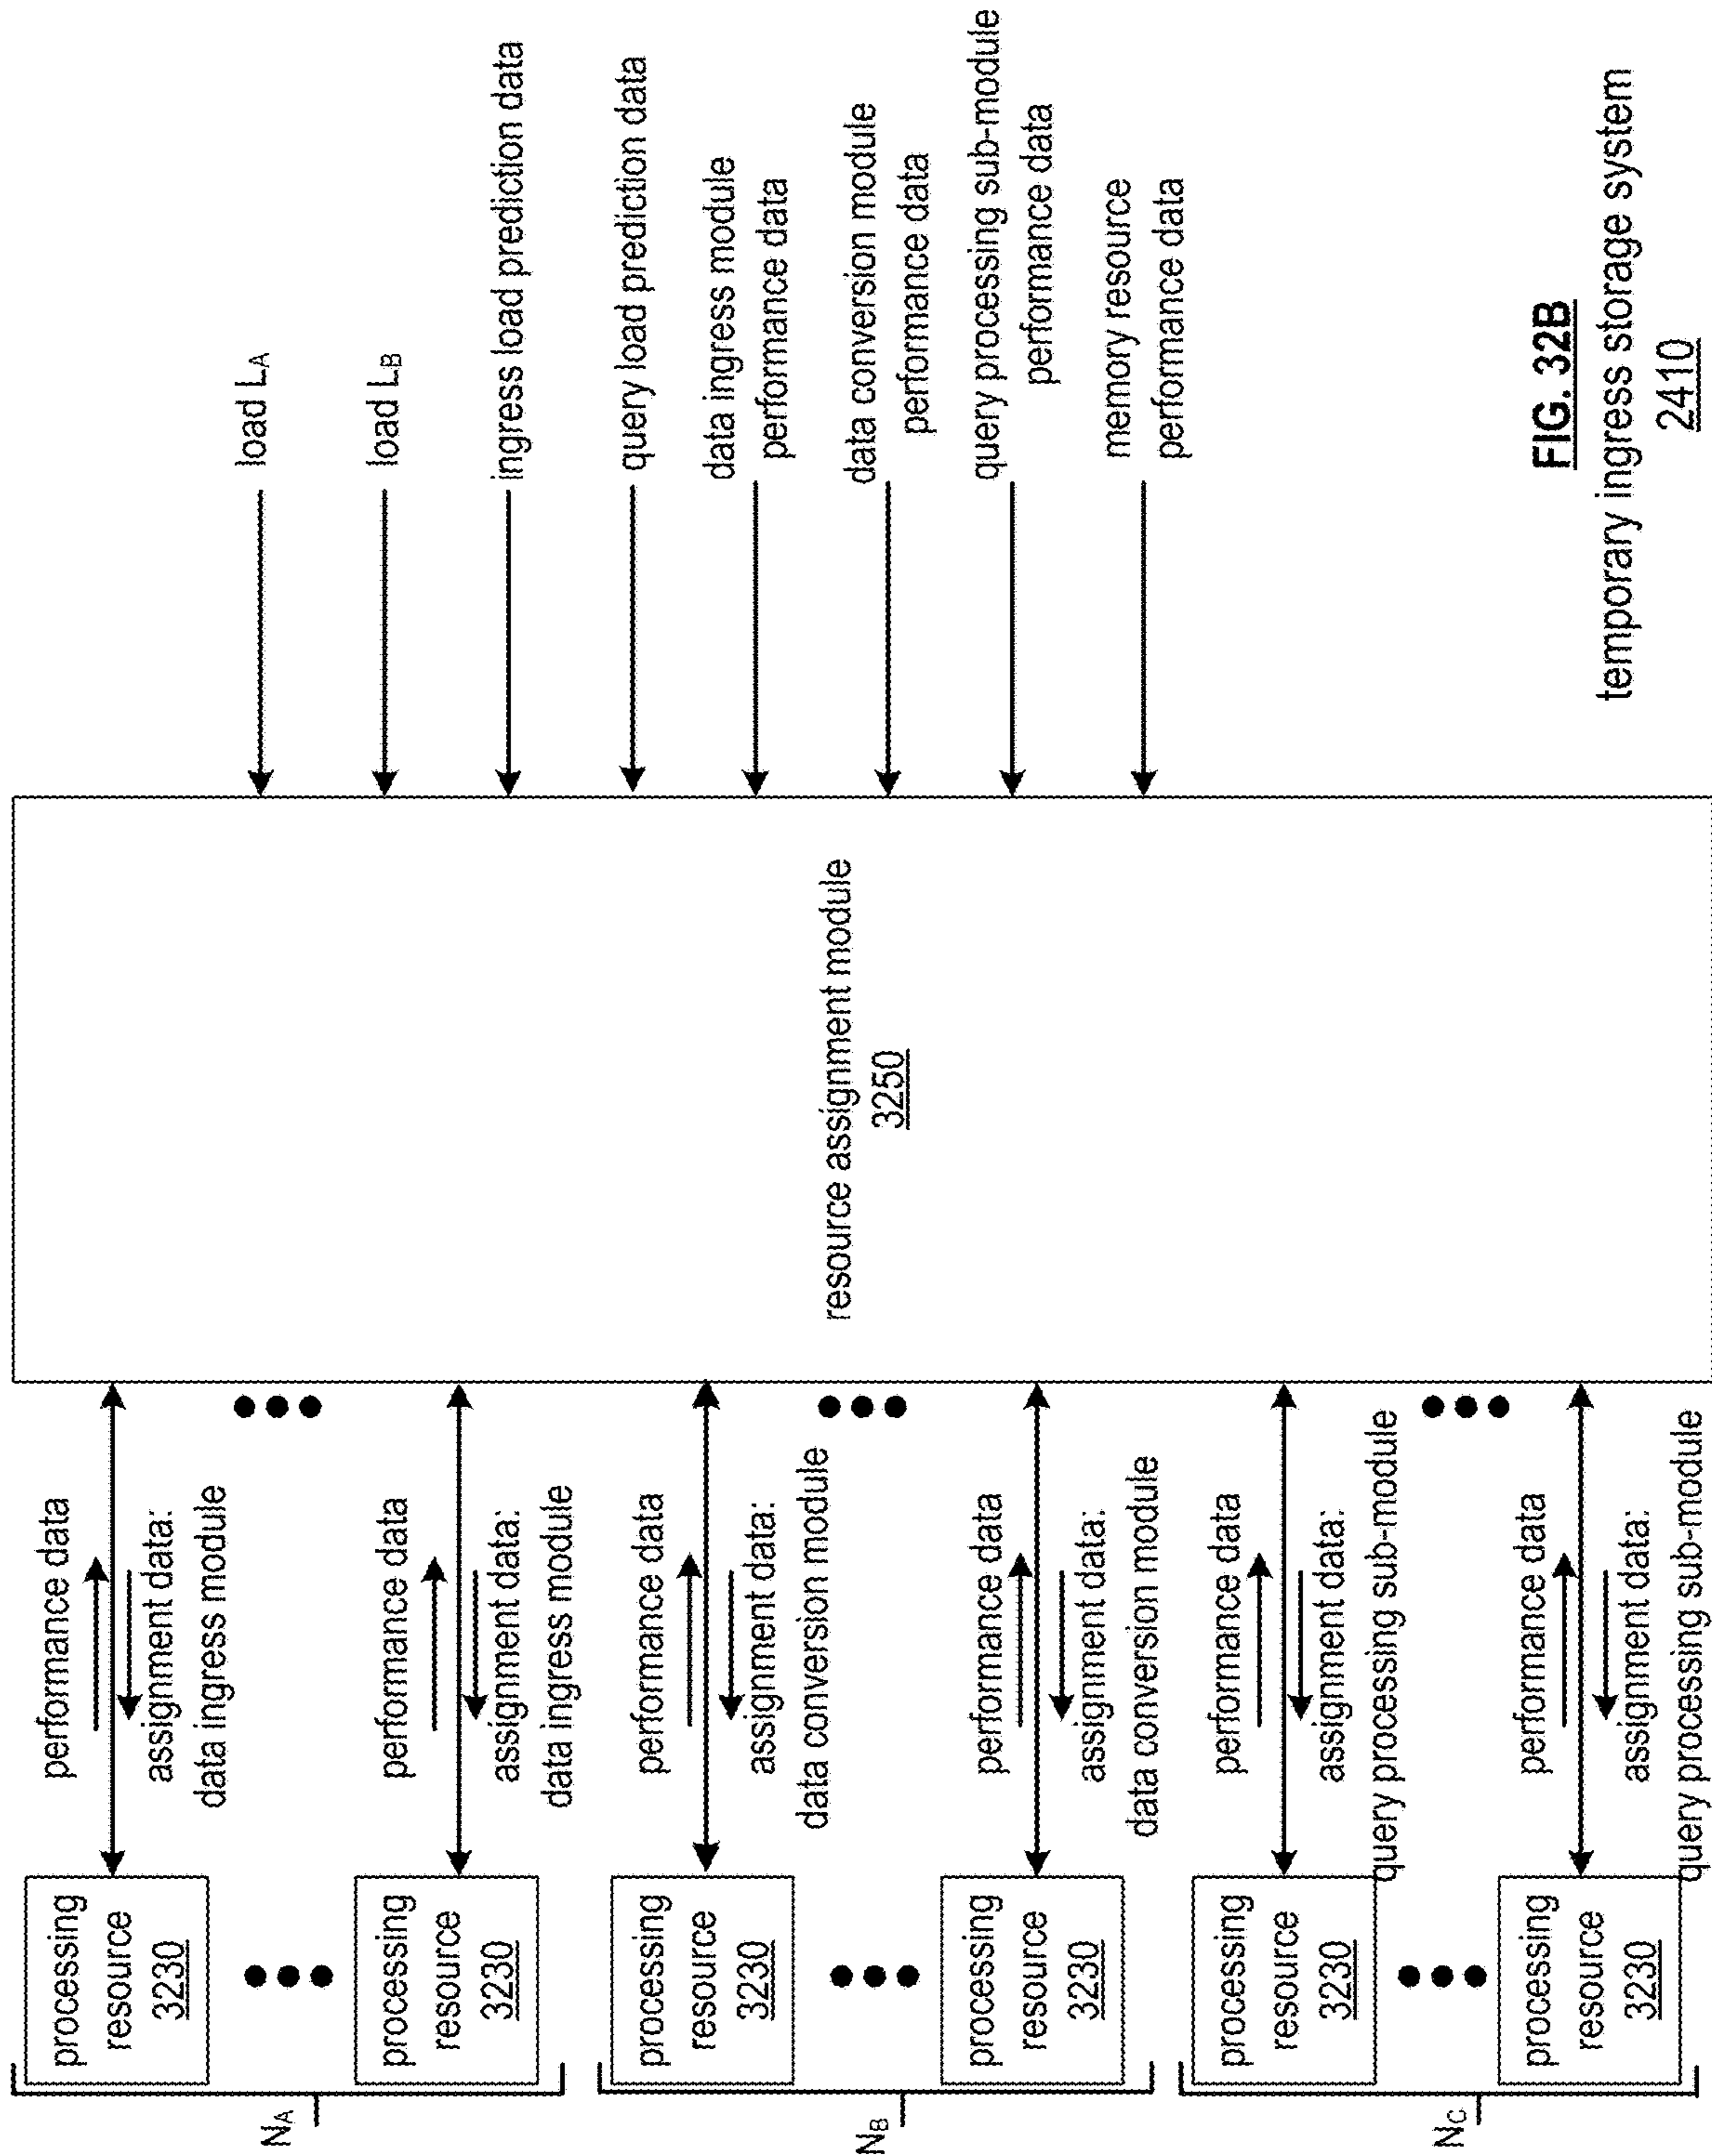 NA
processing
resource
3230
performance data
assignment data:
data ingress module
processing
resource
3230
performance data
assignment data:
data ingress module
NB
processing
resource
3230
performance data
assignment data:
data conversion module
processing
resource
3230
performance data
assignment data:
data conversion module
NC
processing
resource
3230
performance data
assignment data:
query processing sub-module
processing
resource
3230
performance data
assignment data:
query processing sub-module
resource assignment module
3250
load LA
load LB
ingress load prediction data
query load prediction data
data ingress module
performance data
data conversion module
performance data
query processing sub-module
performance data
memory resource
performance data
FIG. 32B
temporary ingress storage system
2410